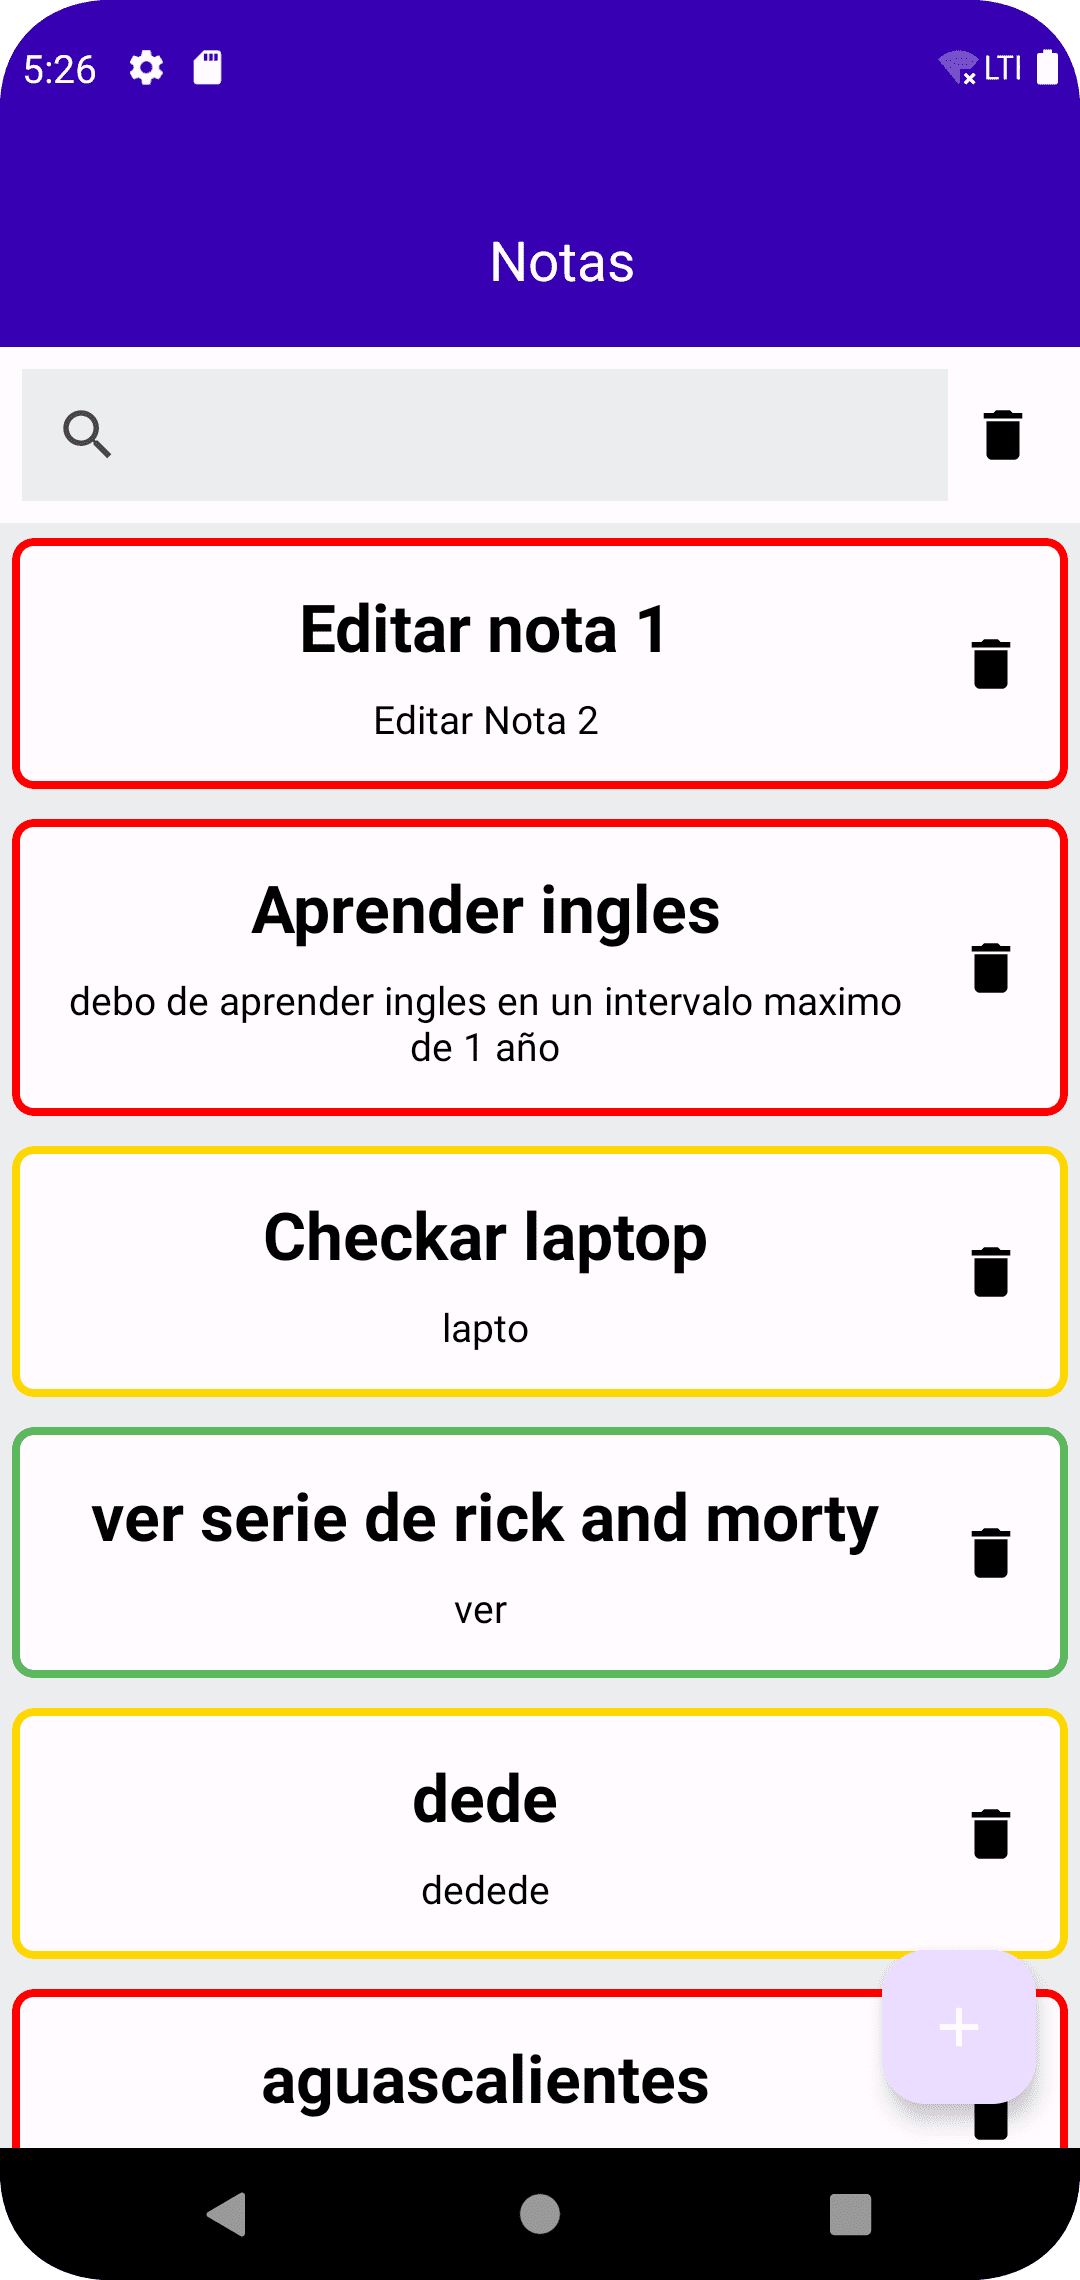 5:26
LTE
Notas
Editar nota 1
Editar Nota 2
Aprender ingles
debo de aprender ingles en un intervalo maximo
de 1 año
Checkar laptop
lapto
ver serie de rick and morty
ver
dede
dedede
aguascalientes